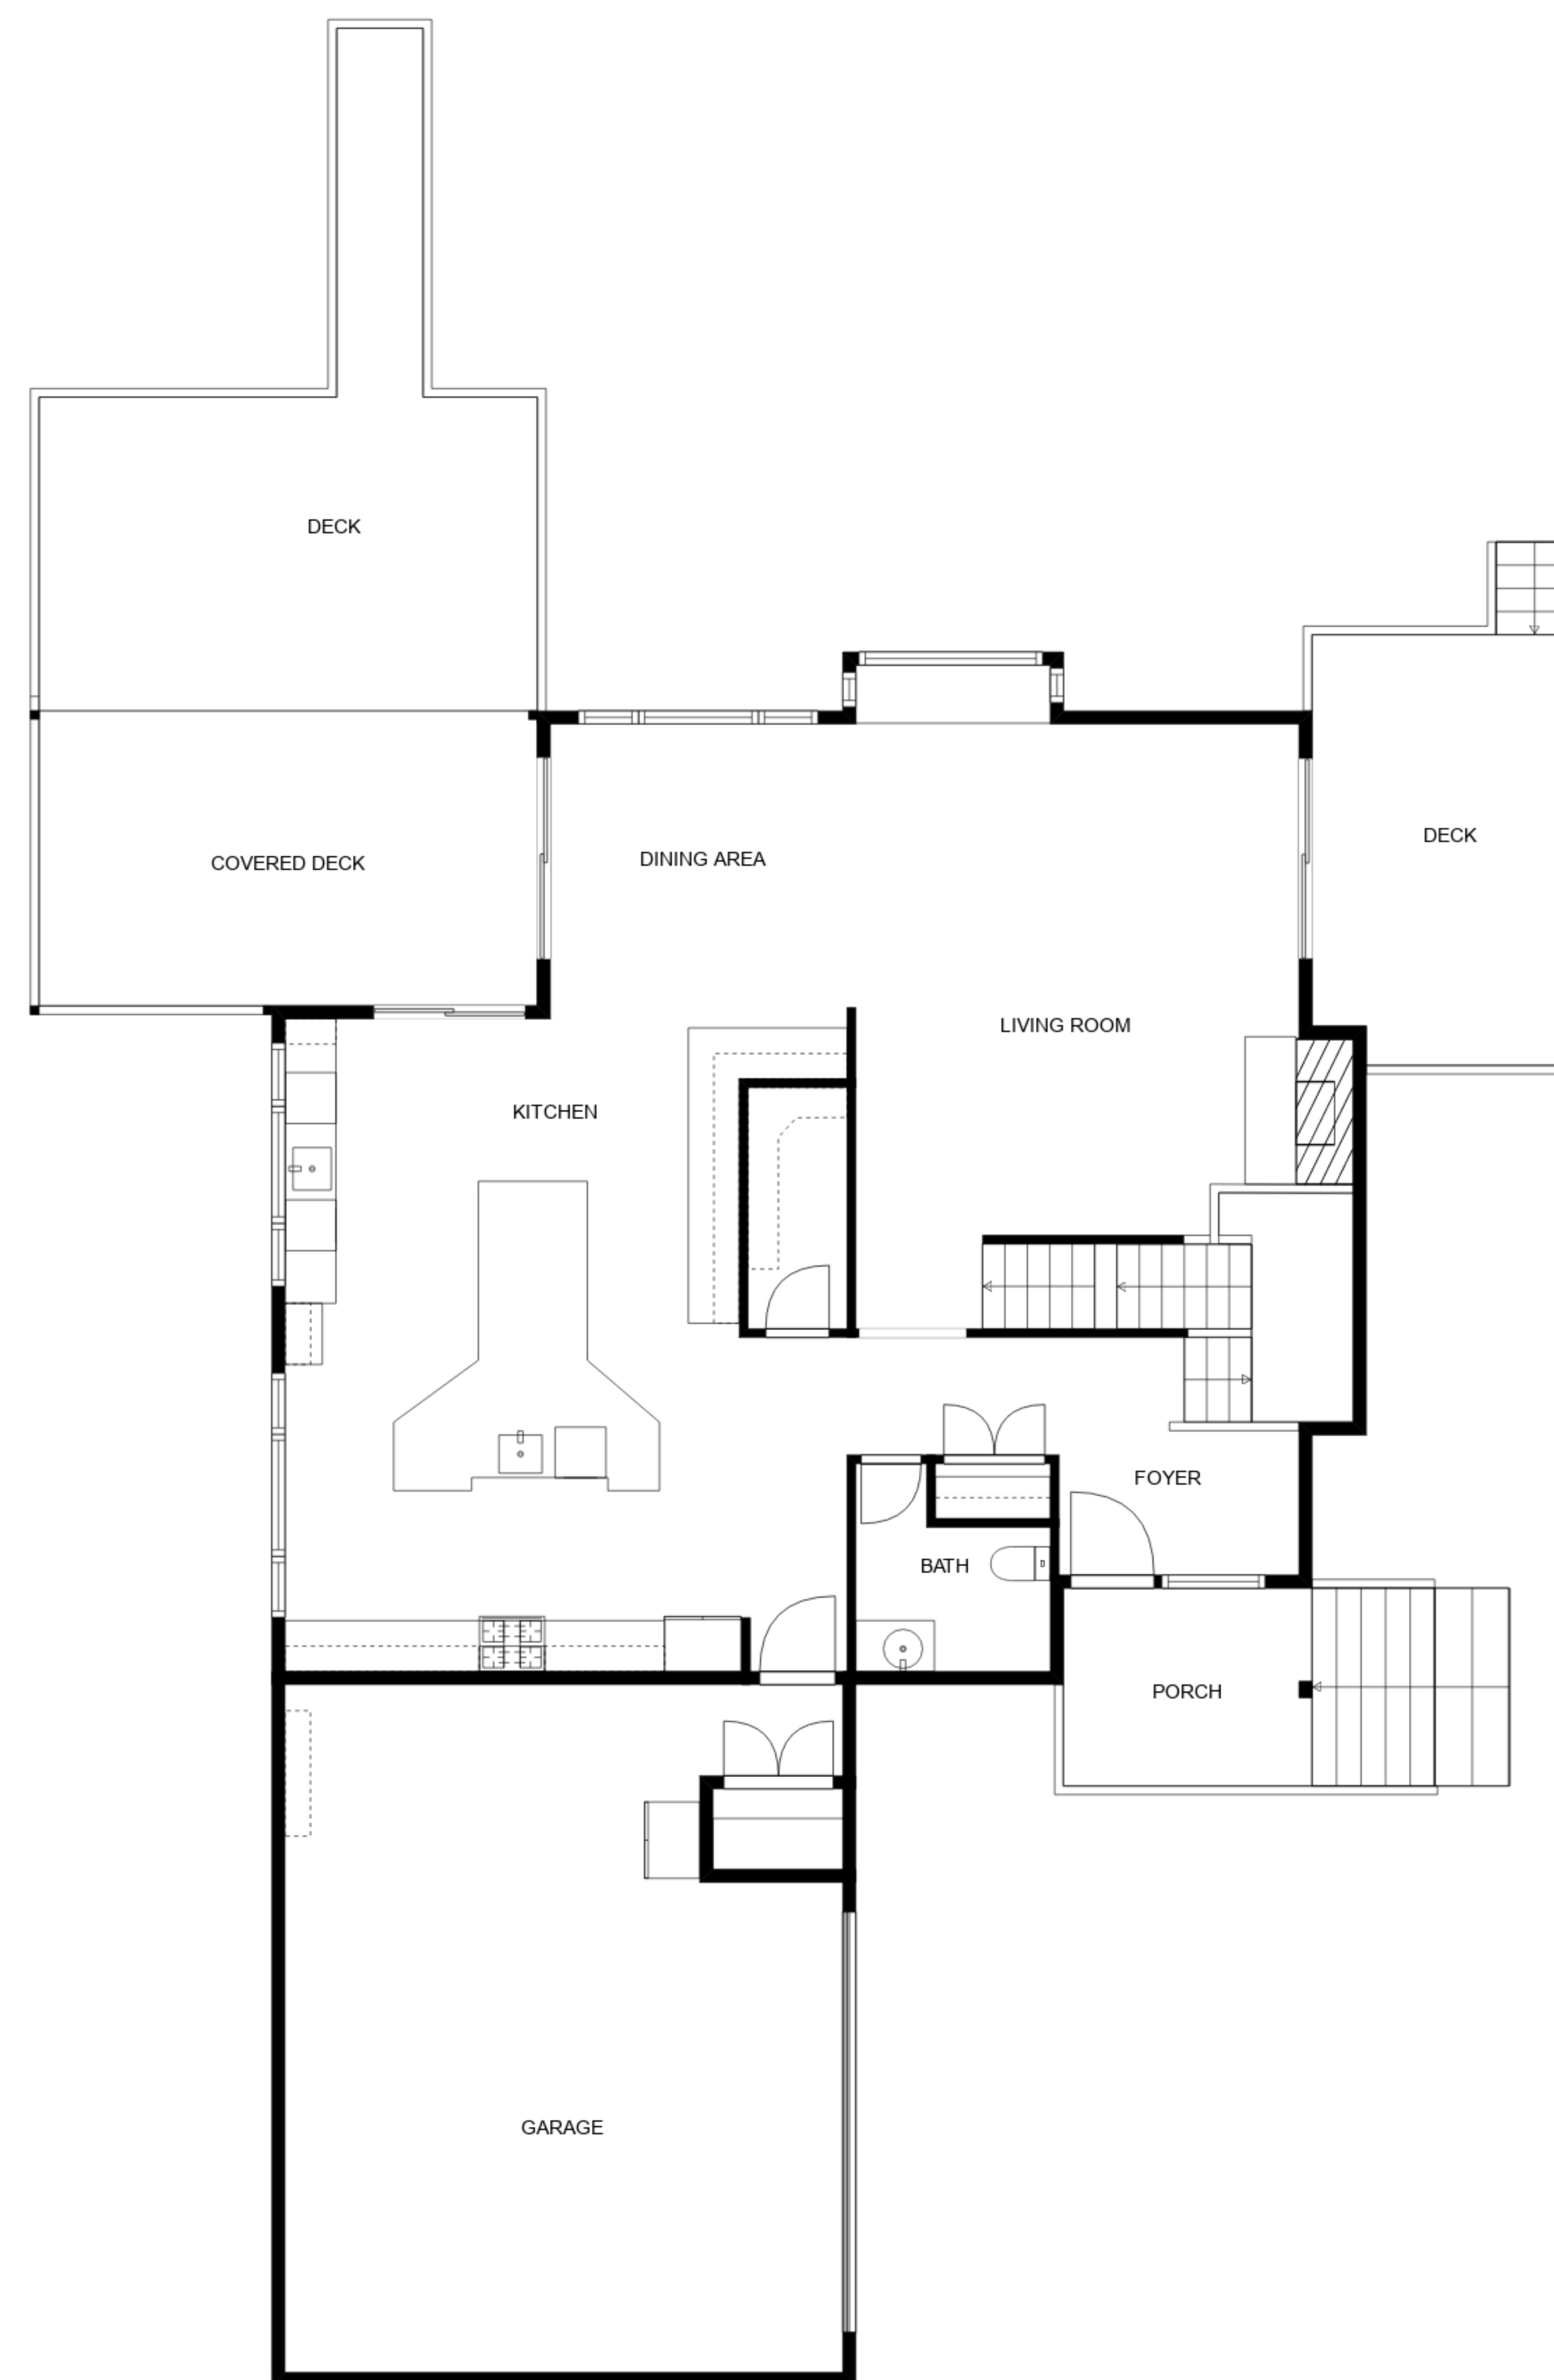 DECK
DECK
COVERED DECK
DINING AREA
LIVING ROOM
KITCHEN
FOYER
BATH
PORCH
GARAGE